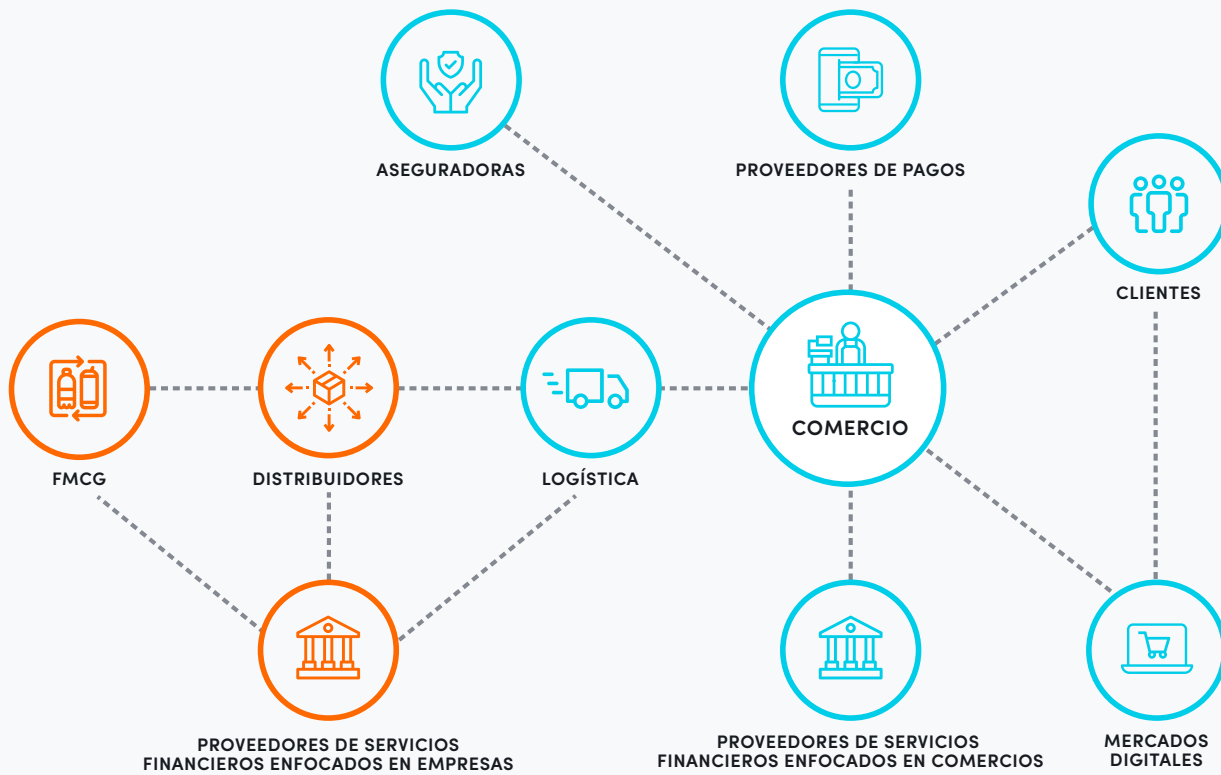 ASEGURADORAS
PROVEEDORES DE PAGOS
CLIENTES
COMERCIO
FMCG
DISTRIBUIDORES
LOGÍSTICA
PROVEEDORES DE SERVICIOS
FINANCIEROS ENFOCADOS EN EMPRESAS
PROVEEDORES DE SERVICIOS
FINANCIEROS ENFOCADOS EN COMERCIOS
MERCADOS
DIGITALES